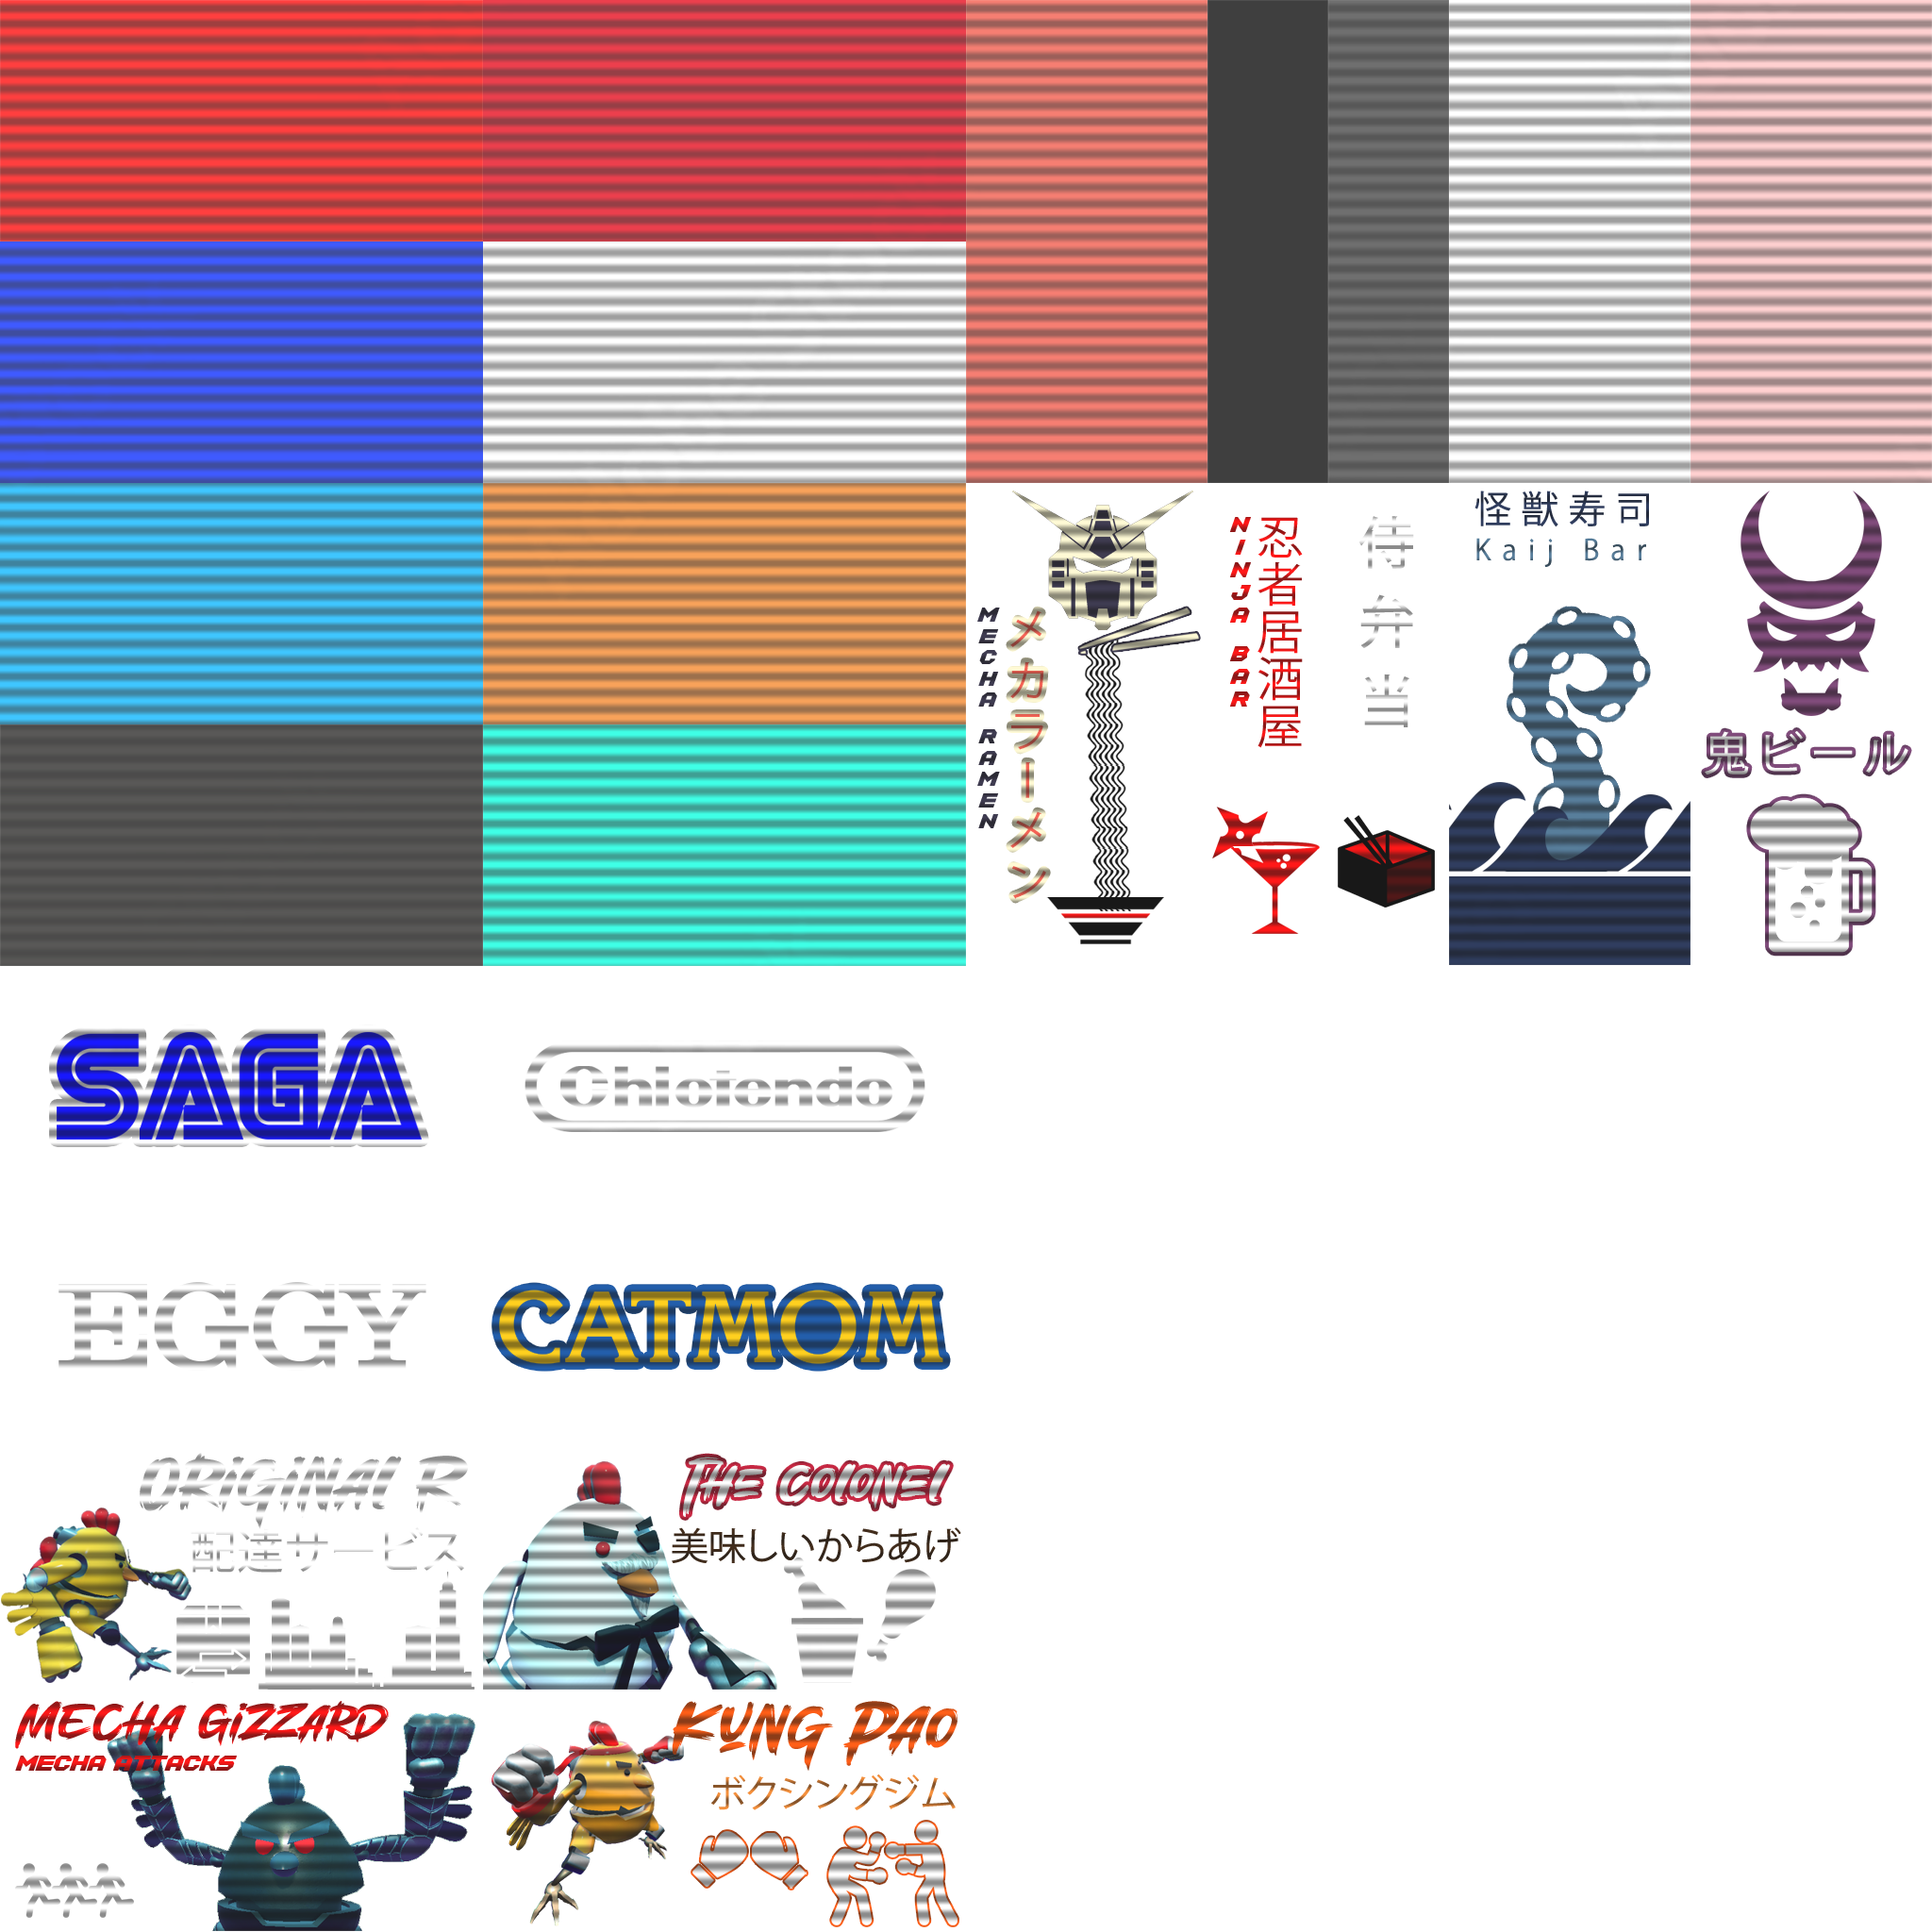 MECHA RAMEN
メカラーメン
NINJA BAR
忍者居酒屋
侍弁当
怪獣寿司
Kaij Bar
鬼ビール
SAGA
Chictendo
EGGY
CATMOM
ORIGINAL R
配達サービス
THE COLONEL
美味しいからあげ
MECHA GIZZARD
MECHA ATTACKS
KUNG PAO
ボクシングジム